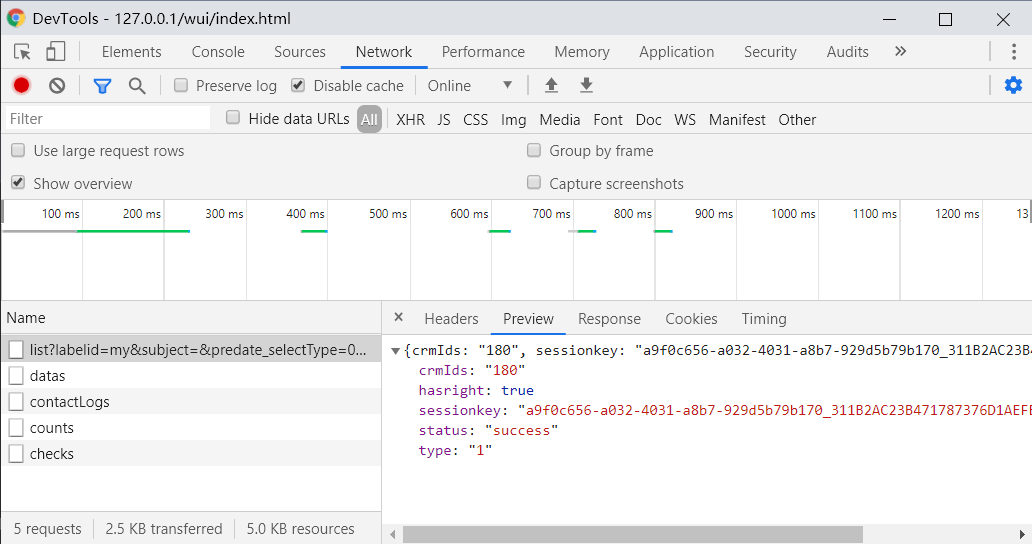 DevTools - 127.0.0.1/wui/index.html
Elements Console Sources Network Performance Memory Application Security Audits »
Preserve log Disable cache Online
Filter Hide data URLs All XHR JS CSS Img Media Font Doc WS Manifest Other
Use large request rows Group by frame
Show overview Capture screenshots
100 ms 200 ms 300 ms 400 ms 500 ms 600 ms 700 ms 800 ms 900 ms 1000 ms 1100 ms 1200 ms 13
Name × Headers Preview Response Cookies Timing
list?labelid=my&subject=&predate_selectType=0...
datas
contactLogs
counts
checks
{crmIds: "180", sessionkey: "a9f0c656-a032-4031-a8b7-929d5b79b170_311B2AC23B4
crmIds: "180"
hasright: true
sessionkey: "a9f0c656-a032-4031-a8b7-929d5b79b170_311B2AC23B471787376D1AEFE
status: "success"
type: "1"
5 requests 2.5 KB transferred 5.0 KB resources